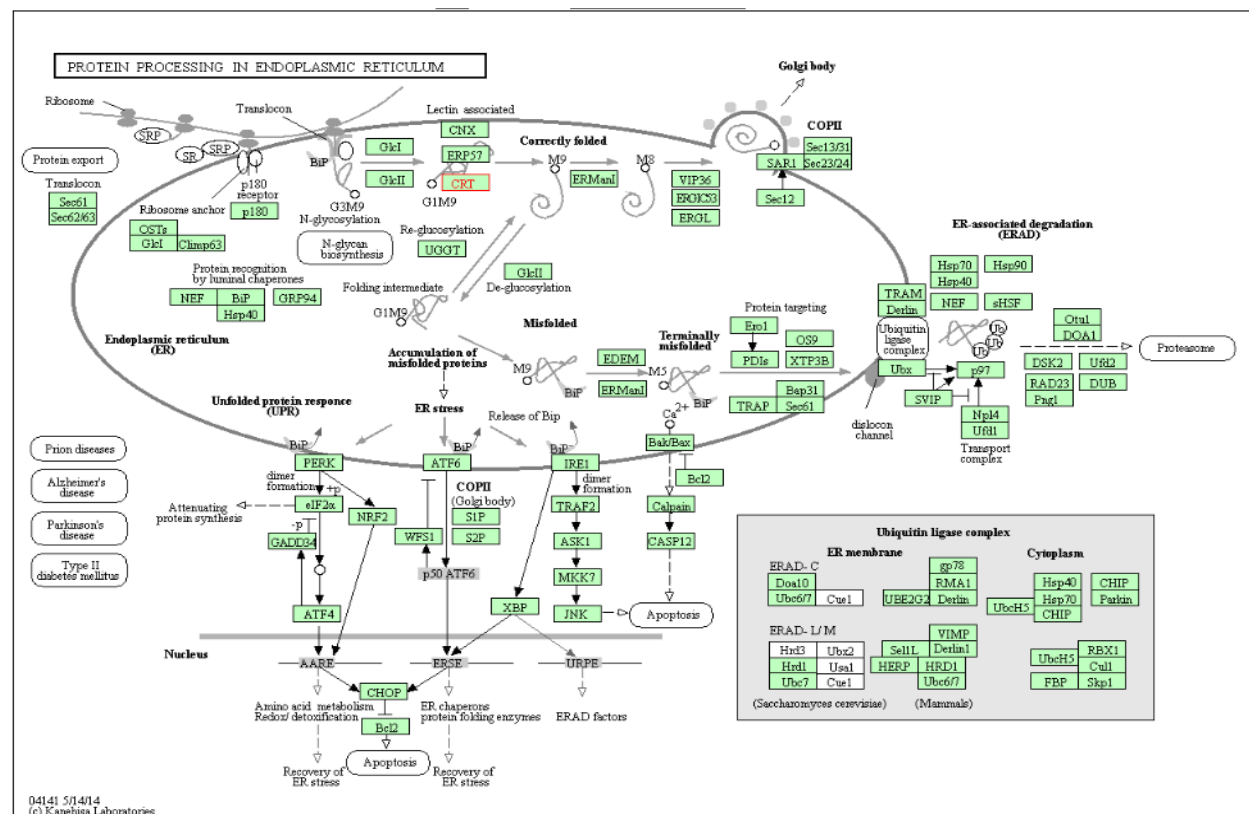 PROTEIN PROCESSING IN ENDOPLASMIC RETICULUM
Golgi body
Ribosome
Translocon
Lectin associated
COPII
SRP
SR
SRP
CNX
GlcI
ERP57
Correctly folded
Sec13/31
SAR1
Sec23/24
Protein export
BiP
GlcII
CRT
M9
ERManI
M8
VIP36
ERGIC53
ERGL
Sec12
Translocon
Sec61
Sec62/63
p180
receptor
p180
Ribosome anchor
G3M9
N-glycosylation
G1M9
OSTs
GlcI
Climp63
N-glycan
biosynthesis
Re-glucosylation
UGGT
ER-associated degradation
(ERAD)
Protein recognition
by luminal chaperones
NEF
BiP
GRP94
Hsp40
GlcII
De-glucosylation
Folding intermediate
G1M9
Hsp70
Hsp90
Hsp40
TRAM
NEF
sHSF
Derlin
Endoplasmic reticulum
(ER)
Misfolded
Protein targeting
Ero1
OS9
PDIs
XTP3B
Ubiquitin
ligase
complex
Ub
Ub
Ub
Otu1
DOA1
Proteasome
Accumulation of
misfolded proteins
Terminally
misfolded
M9
BiP
EDEM
ERManI
M5
BiP
Ubx
p97
DSK2
Ufd2
RAD23
DUB
Png1
Bap31
TRAP
Sec61
SVIP
Npl4
Ufd1
Transport
complex
dislocon
channel
Unfolded protein responce
(UPR)
ER stress
Release of Bip
Ca2+
Bak/Bax
Bcl2
BiP
BiP
BiP
PERK
ATF6
IRE1
Prion diseases
Alzheimer's
disease
Parkinson's
disease
Type II
diabetes mellitus
dimer
formation
+p
eIF2α
Attenuating
protein synthesis
-p
GADD34
NRF2
COPII
(Golgi body)
S1P
S2P
WFS1
p50 ATF6
dimer
formation
TRAF2
ASK1
MKK7
JNK
Calpain
CASP12
Apoptosis
ATF4
XBP
Nucleus
AARE
ERSE
URPE
CHOP
Amino acid metabolism
Redox/ detoxification
ER chaperons
protein folding enzymes
ERAD factors
Bcl2
Apoptosis
Recovery of
ER stress
Recovery of
ER stress
Ubiquitin ligase complex
ER membrane
Cytoplasm
ERAD- C
Doa10
Ubc6/7
Cue1
gp78
RMA1
UBE2G2
Derlin
Hsp40
CHIP
Hsp70
Parkin
UbcH5
CHIP
ERAD- L/ M
Hrd3
Ubx2
Hrd1
Usa1
Ubc7
Cue1
VIMP
Sel1L
Derlin1
HERP
HRD1
Ubc6/7
RBX1
UbcH5
Cul1
FBP
Skp1
(Saccharomyces cerevisiae)
(Mammals)
04141 5/14/14
(c) Kanehisa Laboratories